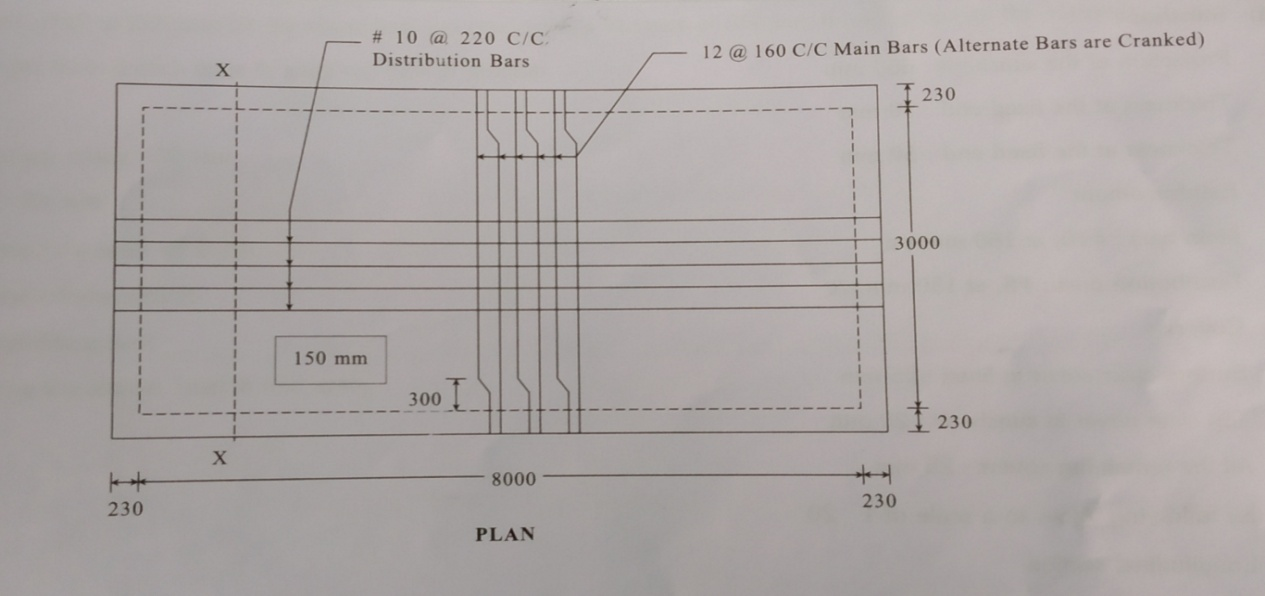 # 10 @ 220 C/C
Distribution Bars
12 @ 160 C/C Main Bars (Alternate Bars are Cranked)
X
230
3000
150 mm
300
230
X
8000
230
230
PLAN